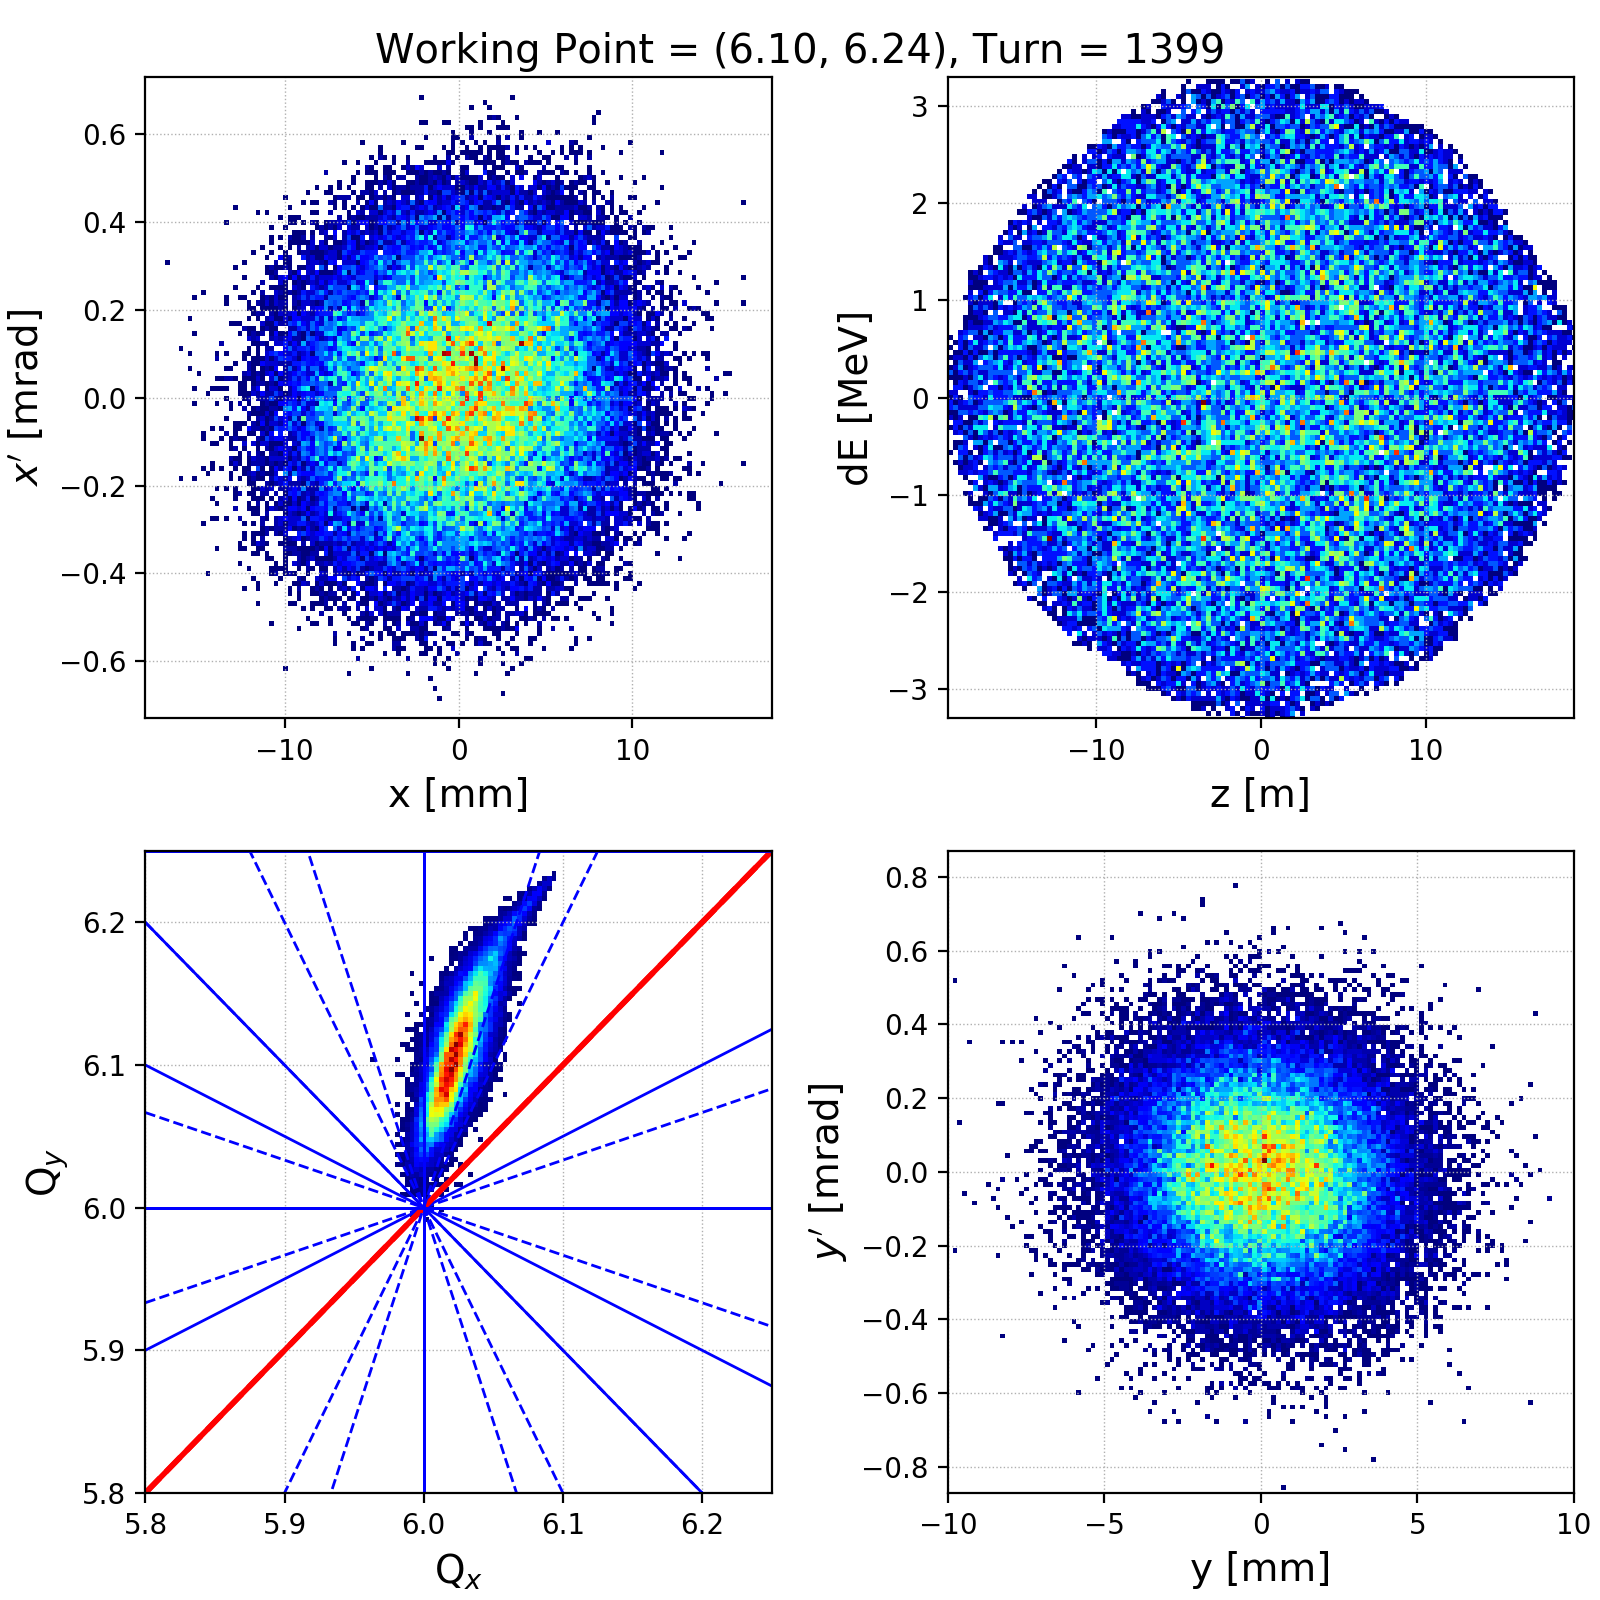 Working Point = (6.10, 6.24), Turn = 1399
0.6
0.4
0.2
0.0
−0.2
−0.4
−0.6
x′ [mrad]
−10 0 10
x [mm]
3
2
1
0
−1
−2
−3
dE [MeV]
−10 0 10
z [m]
6.2
6.1
6.0
5.9
5.8
Qy
5.8 5.9 6.0 6.1 6.2
Qx
0.8
0.6
0.4
0.2
0.0
−0.2
−0.4
−0.6
−0.8
y′ [mrad]
−10 −5 0 5 10
y [mm]